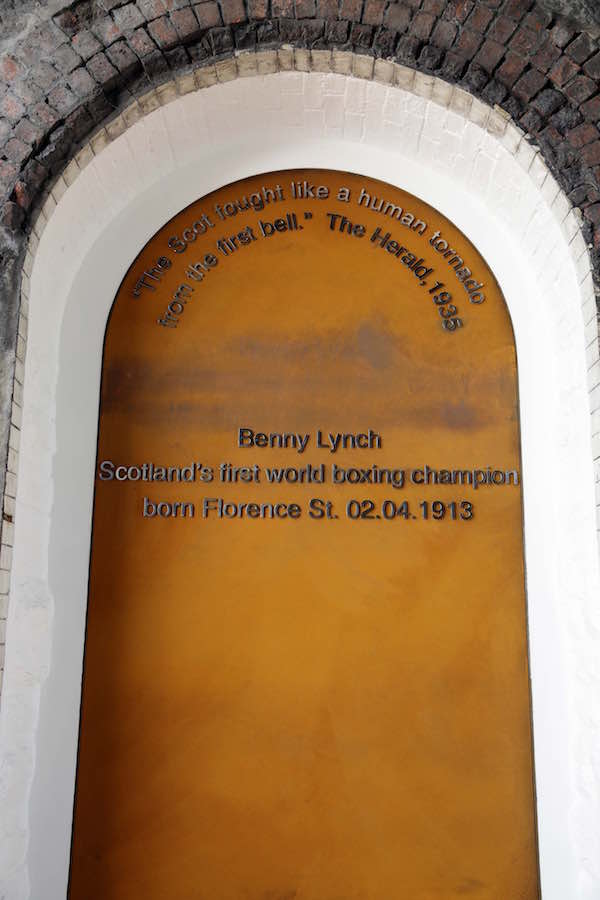 "The Scot fought like a human tornado
from the first bell." The Herald, 1935
Benny Lynch
Scotland's first world boxing champion
born Florence St. 02.04.1913